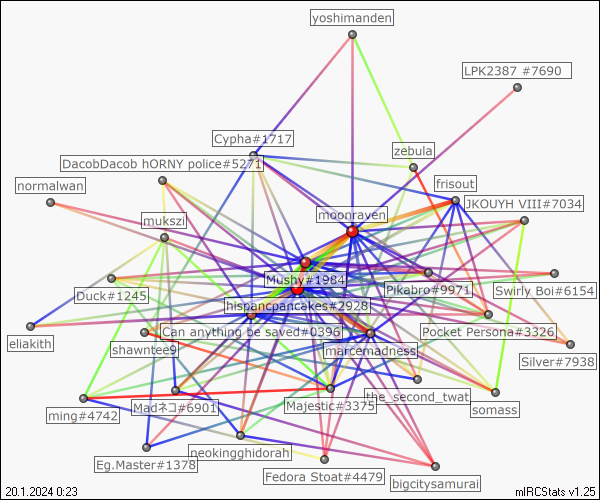 yoshimanden
LPK2387 #7690
Cypha#1717
zebula
DacobDacob hORNY police#5271
normalwan
frisout
JKOUYH VIII#7034
moonraven
mukszi
Mushy#1984
Duck#1245
Pikabro#9971
Swirly Boi#6154
hispancpancakes#2928
eliakith
Can anything be saved#0396
Pocket Persona#3326
shawntee9
marcemadness
Silver#7938
the_second_twat
ming#4742
Madネコ#6901
Majestic#3375
somass
neokingghidorah
Eg.Master#1378
Fedora Stoat#4479
bigcitysamurai
20.1.2024 0:23
mIRCStats v1.25